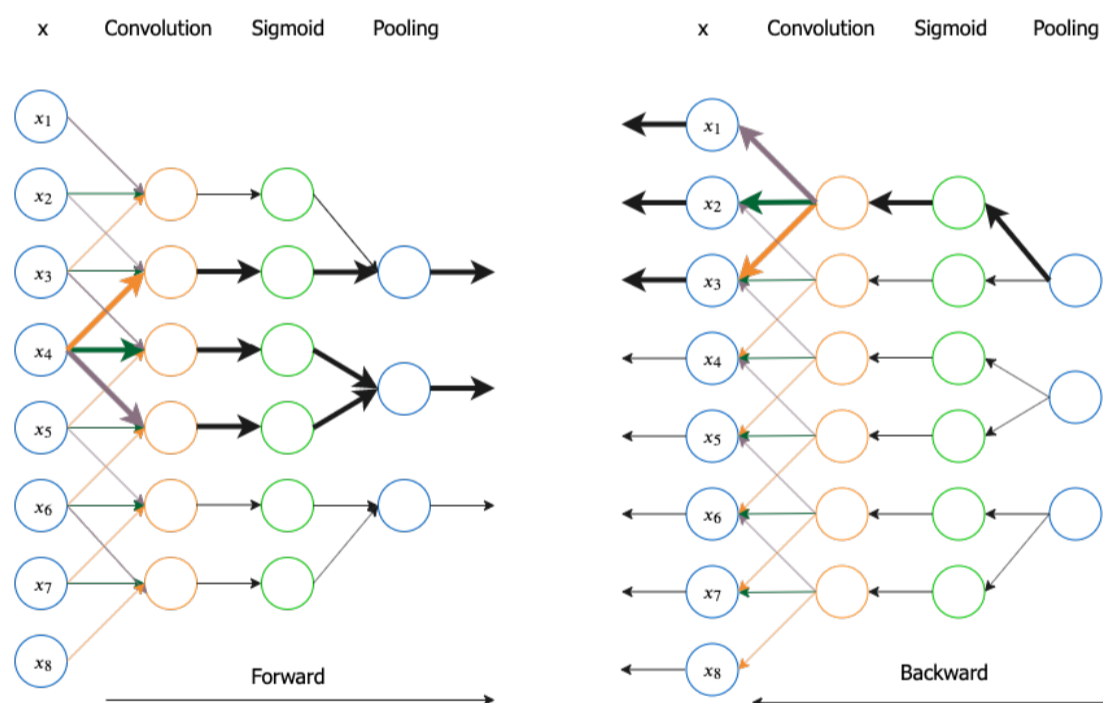 x Convolution Sigmoid Pooling
x1
x2
x3
x4
x5
x6
x7
x8
Forward
x Convolution Sigmoid Pooling
x1
x2
x3
x4
x5
x6
x7
x8
Backward